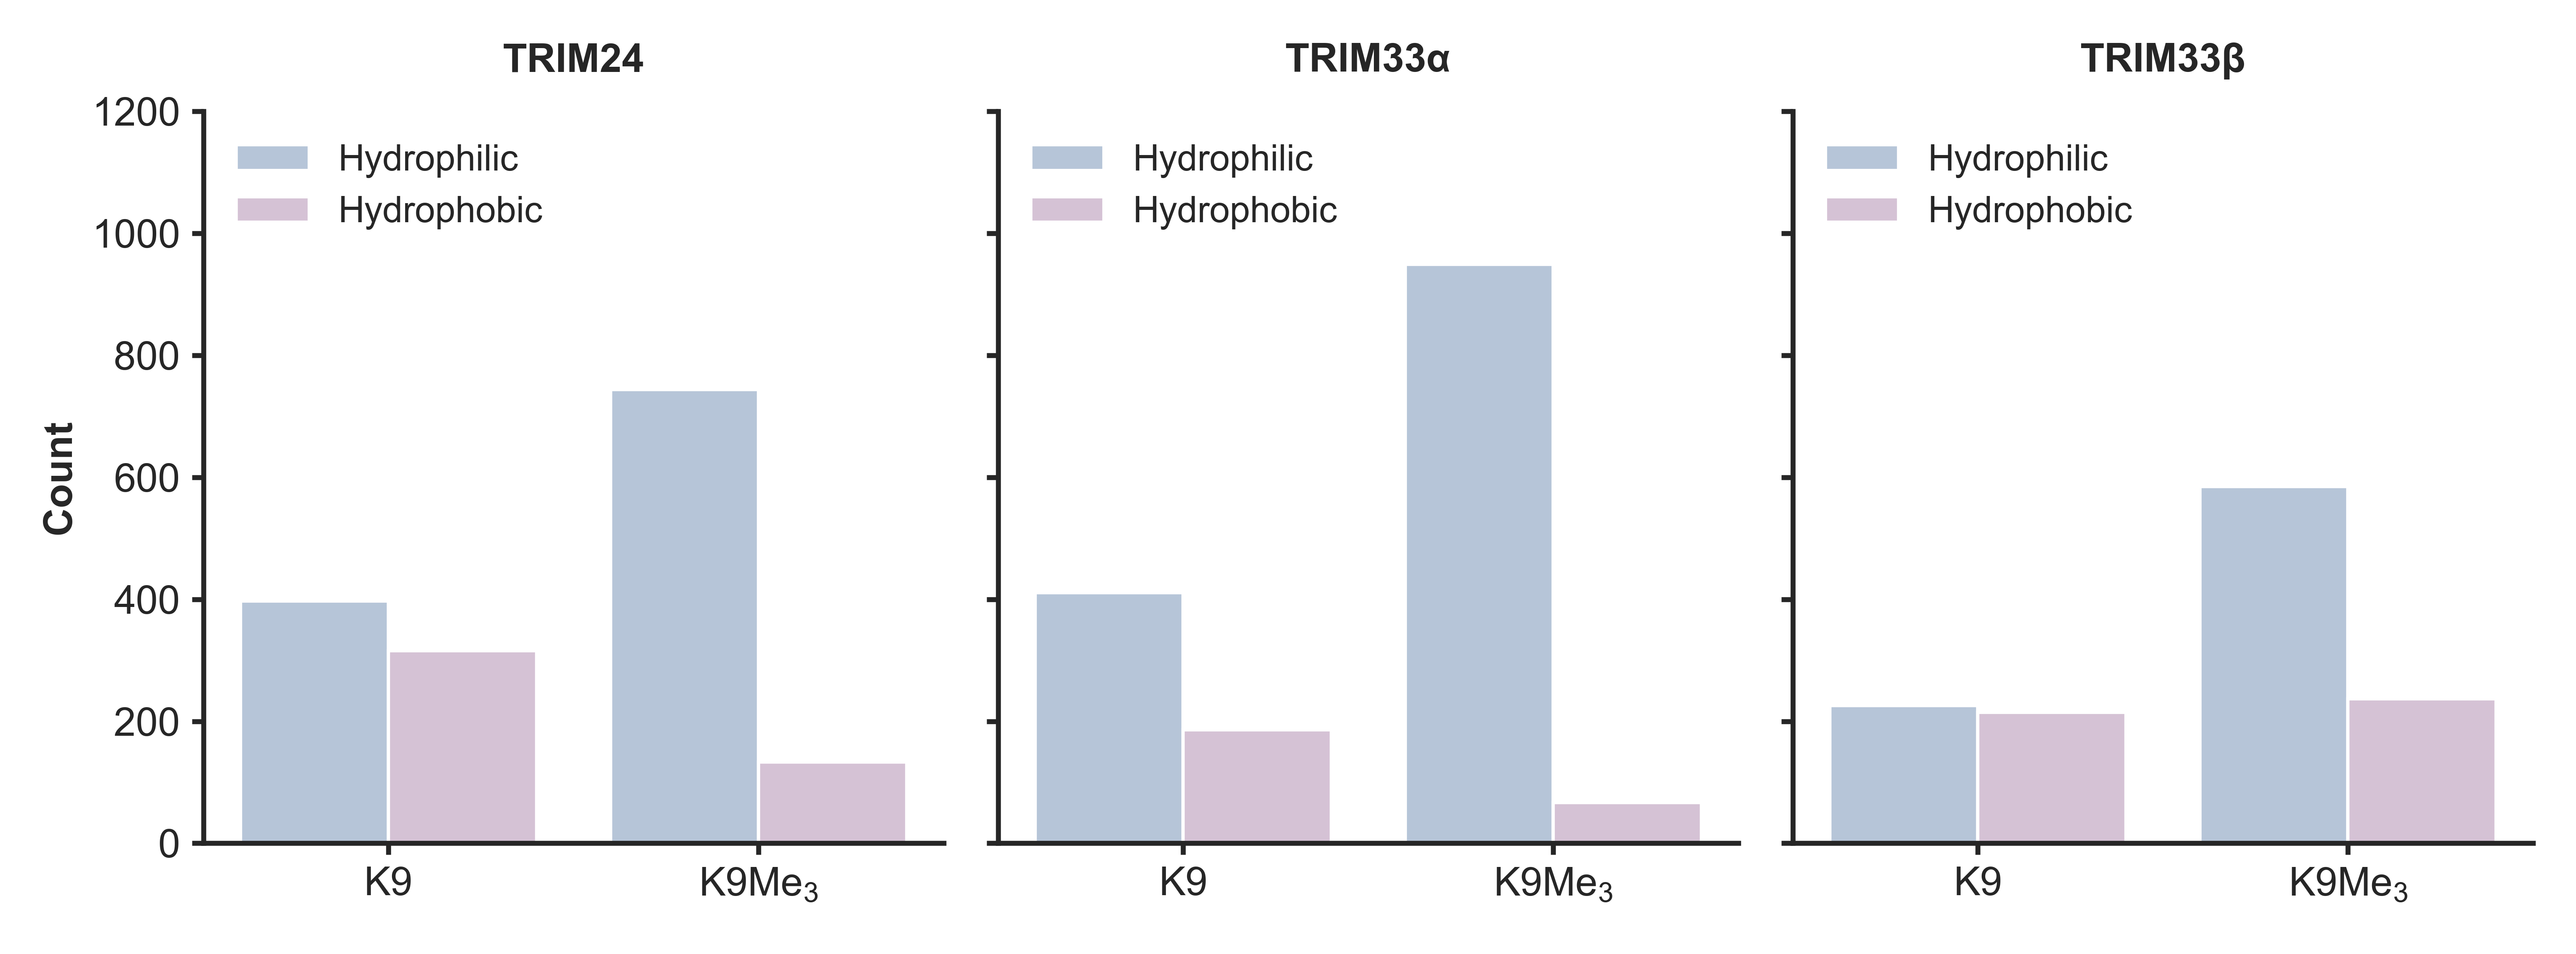 TRIM24
TRIM33α
TRIM33β
Count
1200
1000
800
600
400
200
0
Hydrophilic
Hydrophobic
Hydrophilic
Hydrophobic
Hydrophilic
Hydrophobic
K9
K9Me₃
K9
K9Me₃
K9
K9Me₃